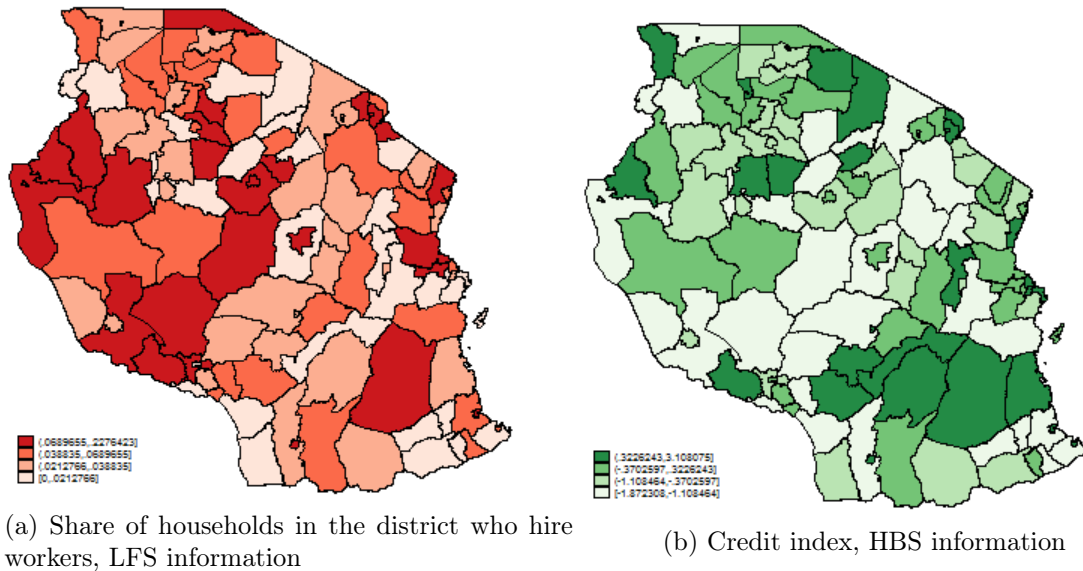 (.0689655,.2276423]
(.038835,.0689655]
(.0212766,.038835]
[0,.0212766]
(.3226243,3.108075]
(-.3702597,.3226243]
(-1.108464,-.3702597]
[-1.872308,-1.108464]
(a) Share of households in the district who hire
workers, LFS information
(b) Credit index, HBS information